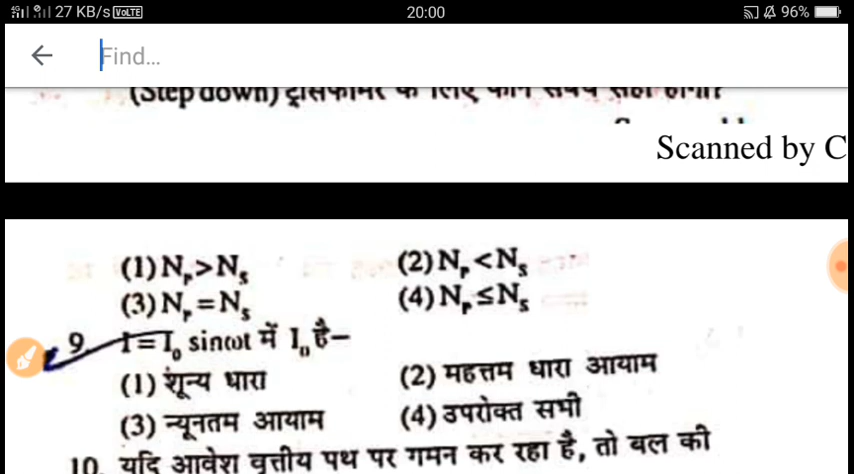 27 KB/s VoLTE 20:00 96%
Find...
(Step down) ट्रांसफॉर्मर के लिए कौन संबंध सही होगा?
Scanned by C
(1) Nₚ>Nₛ (2) Nₚ<Nₛ
(3) Nₚ=Nₛ (4) Nₚ≤Nₛ
9. I=I₀ sinωt में I₀ है–
(1) शून्य धारा (2) महत्तम धारा आयाम
(3) न्यूनतम आयाम (4) उपरोक्त सभी
10. यदि आवेश वृत्तीय पथ पर गमन कर रहा है, तो बल की